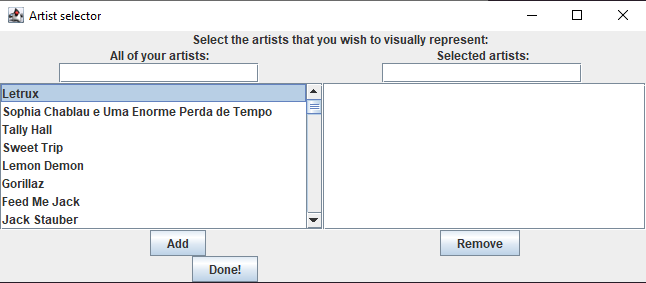 Artist selector
Select the artists that you wish to visually represent:
All of your artists:
Selected artists:
Letrux
Sophia Chablau e Uma Enorme Perda de Tempo
Tally Hall
Sweet Trip
Lemon Demon
Gorillaz
Feed Me Jack
Jack Stauber
Add
Remove
Done!